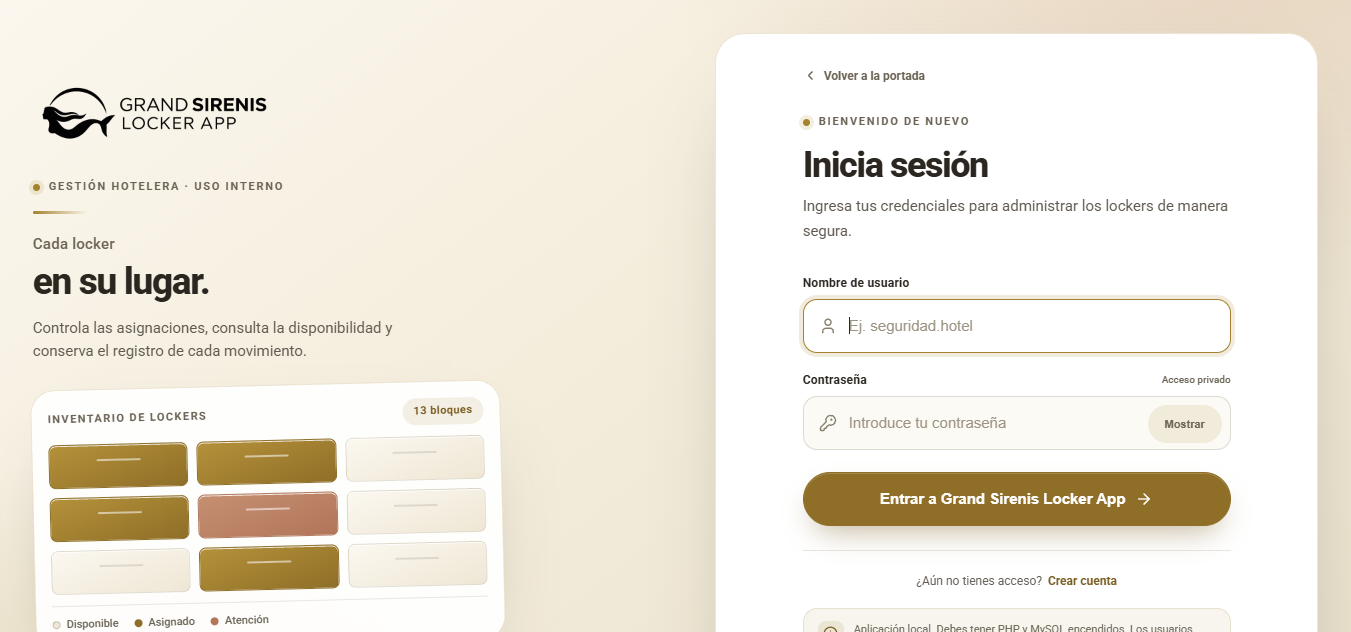 GRAND SIRENIS
LOCKER APP
GESTIÓN HOTELERA · USO INTERNO
Cada locker
en su lugar.
Controla las asignaciones, consulta la disponibilidad y
conserva el registro de cada movimiento.
INVENTARIO DE LOCKERS
13 bloques
Disponible
Asignado
Atención
Volver a la portada
BIENVENIDO DE NUEVO
Inicia sesión
Ingresa tus credenciales para administrar los lockers de manera
segura.
Nombre de usuario
Ej. seguridad.hotel
Contraseña
Acceso privado
Introduce tu contraseña
Mostrar
Entrar a Grand Sirenis Locker App
¿Aún no tienes acceso? Crear cuenta
Aplicación local. Debes tener PHP y MySQL encendidos. Los usuarios